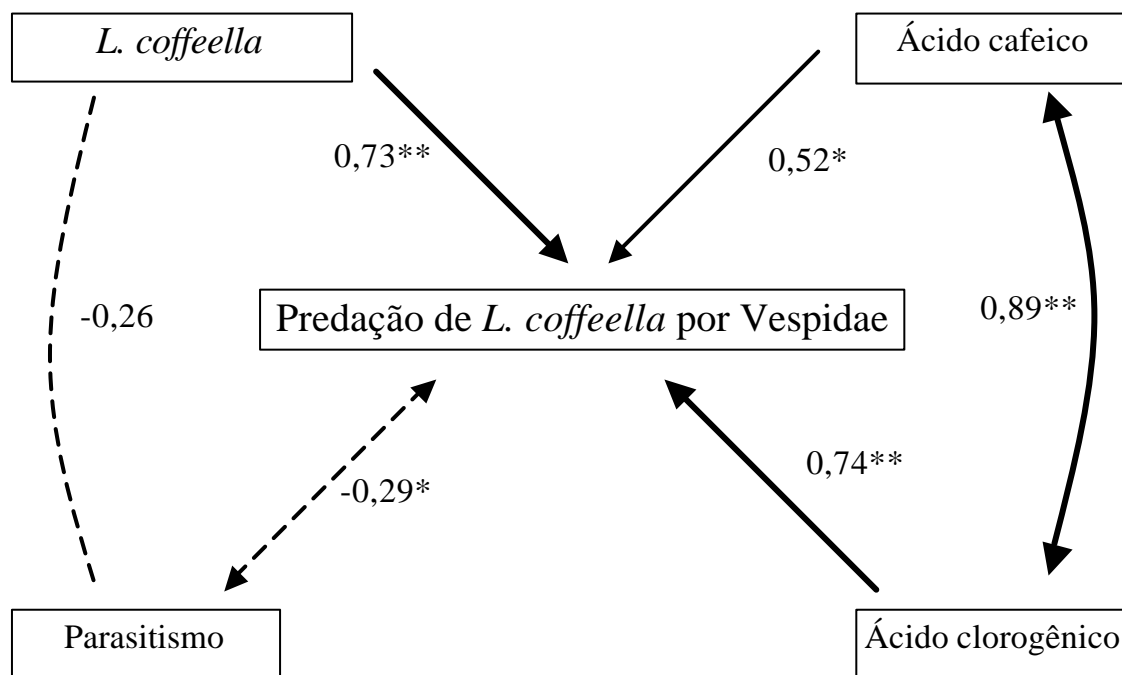 L. coffeella
Ácido cafeico
0,73**
0,52*
-0,26
Predação de L. coffeella por Vespidae
0,89**
-0,29*
0,74**
Parasitismo
Ácido clorogênico